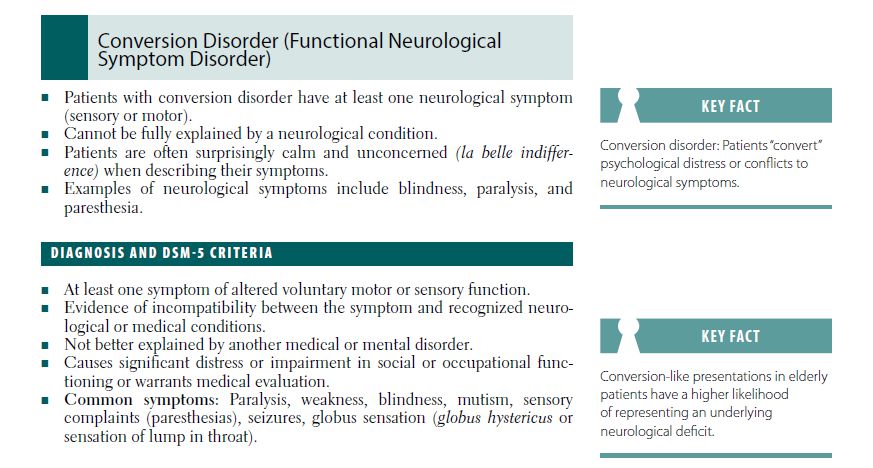 Conversion Disorder (Functional Neurological
Symptom Disorder)
■ Patients with conversion disorder have at least one neurological symptom
(sensory or motor).
■ Cannot be fully explained by a neurological condition.
■ Patients are often surprisingly calm and unconcerned (la belle indiffer-
ence) when describing their symptoms.
■ Examples of neurological symptoms include blindness, paralysis, and
paresthesia.
KEY FACT
Conversion disorder: Patients “convert”
psychological distress or conflicts to
neurological symptoms.
DIAGNOSIS AND DSM-5 CRITERIA
■ At least one symptom of altered voluntary motor or sensory function.
■ Evidence of incompatibility between the symptom and recognized neuro-
logical or medical conditions.
■ Not better explained by another medical or mental disorder.
■ Causes significant distress or impairment in social or occupational func-
tioning or warrants medical evaluation.
■ Common symptoms: Paralysis, weakness, blindness, mutism, sensory
complaints (paresthesias), seizures, globus sensation (globus hystericus or
sensation of lump in throat).
KEY FACT
Conversion-like presentations in elderly
patients have a higher likelihood
of representing an underlying
neurological deficit.